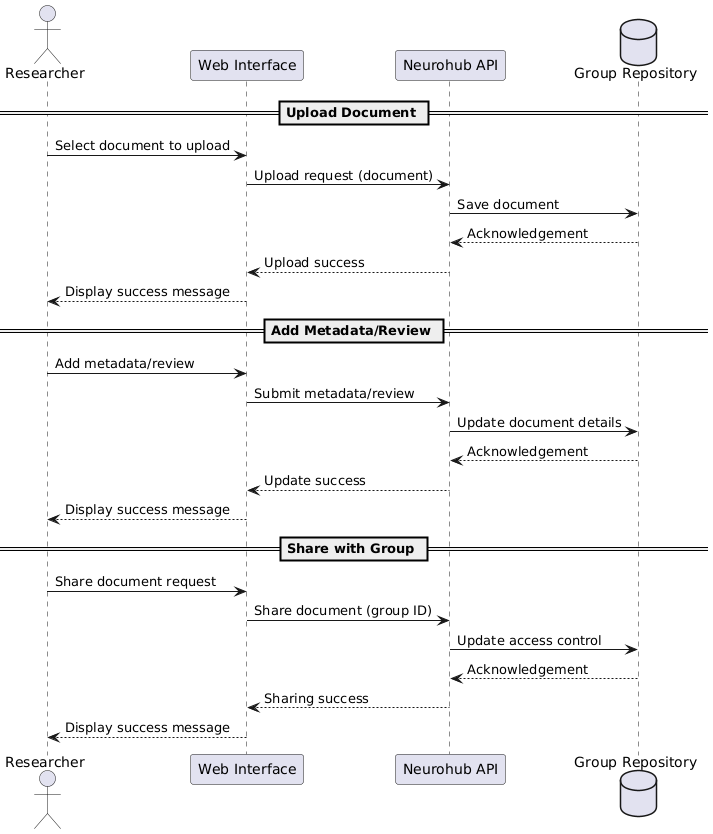 Researcher
Web Interface
Neurohub API
Group Repository
Upload Document
Select document to upload
Upload request (document)
Save document
Acknowledgement
Upload success
Display success message
Add Metadata/Review
Add metadata/review
Submit metadata/review
Update document details
Acknowledgement
Update success
Display success message
Share with Group
Share document request
Share document (group ID)
Update access control
Acknowledgement
Sharing success
Display success message
Researcher
Web Interface
Neurohub API
Group Repository